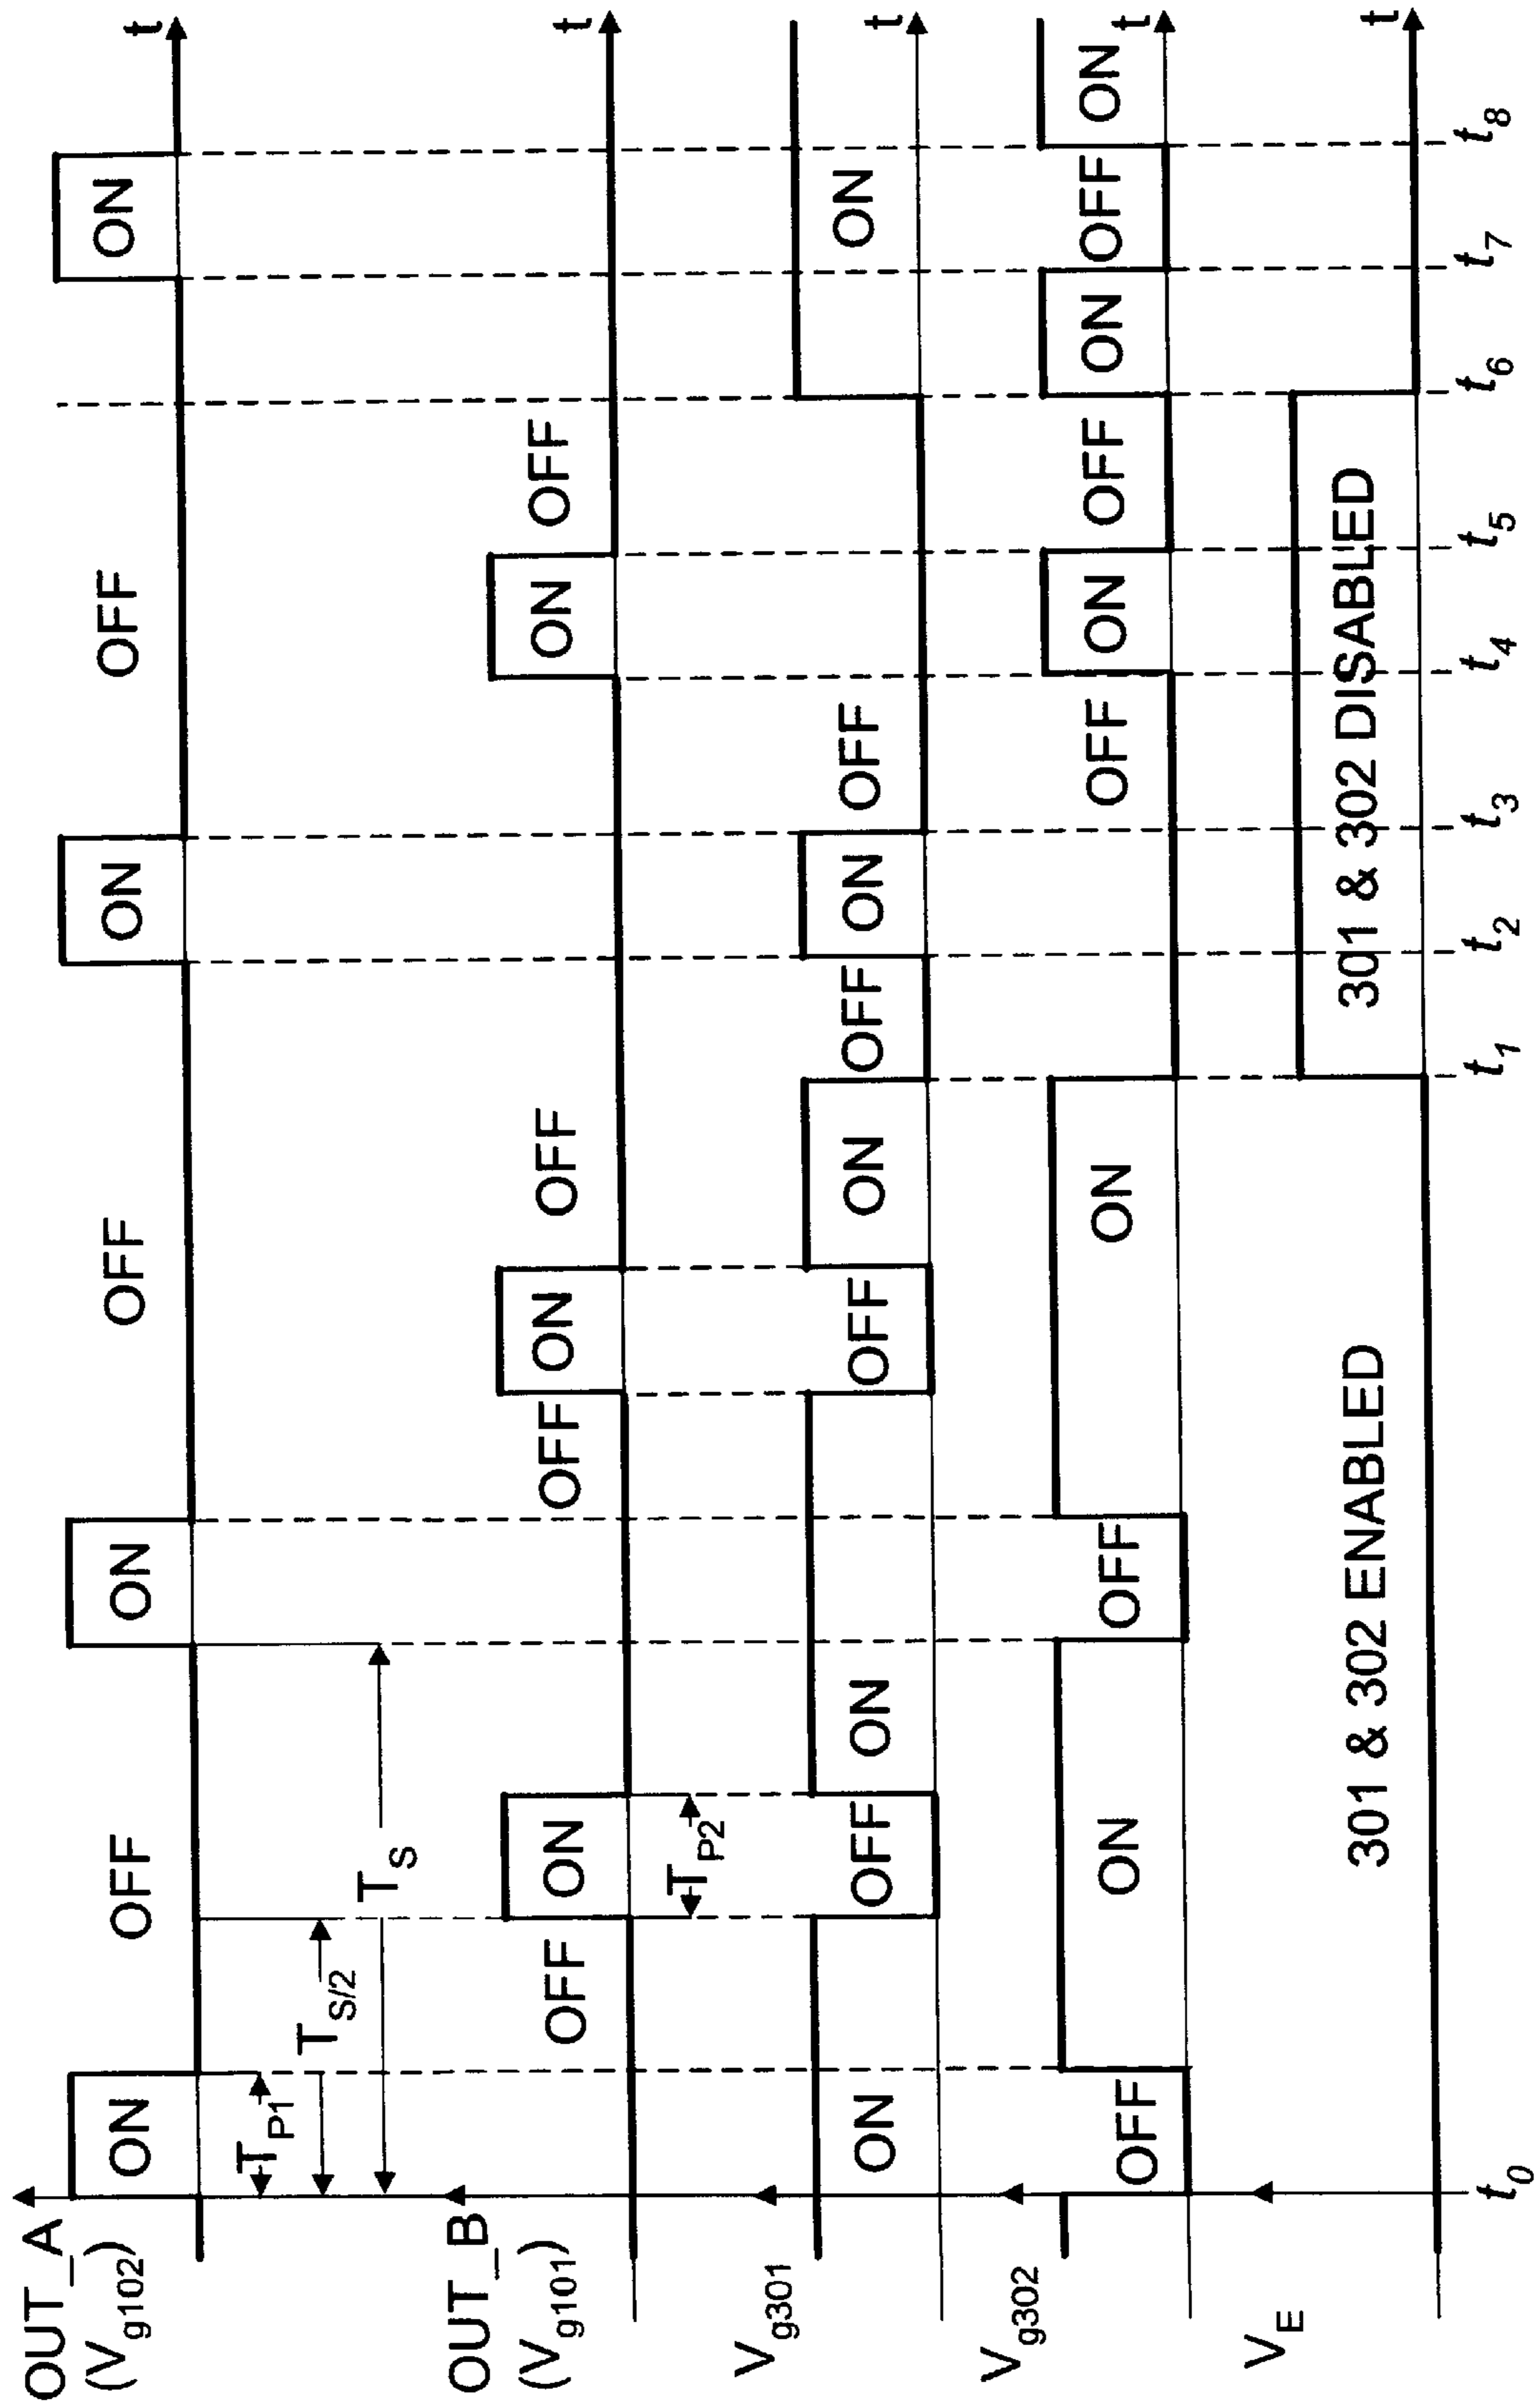 OUT_A
(Vg102)
ON OFF ON OFF ON OFF ON t
TP1
TS/2
TS
OUT_B
(Vg101)
OFF ON OFF ON OFF ON OFF t
TP2
Vg301
ON OFF ON OFF ON OFF ON OFF ON t
Vg302
OFF ON OFF ON OFF ON OFF ON OFF ON t
VE
301 & 302 ENABLED 301 & 302 DISABLED t
t0 t1 t2 t3 t4 t5 t6 t7 t8